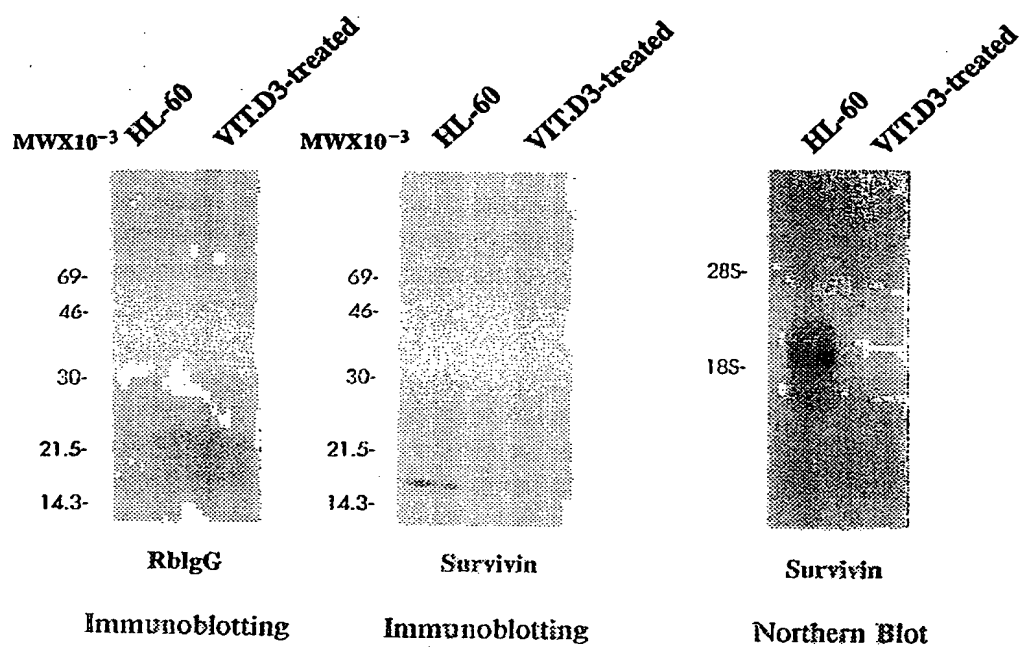 HL-60
VIT.D3-treated
MWX10⁻³
69-
46-
30-
21.5-
14.3-
RbIgG
Immunoblotting
HL-60
VIT.D3-treated
MWX10⁻³
69-
46-
30-
21.5-
14.3-
Survivin
Immunoblotting
HL-60
VIT.D3-treated
28S-
18S-
Survivin
Northern Blot